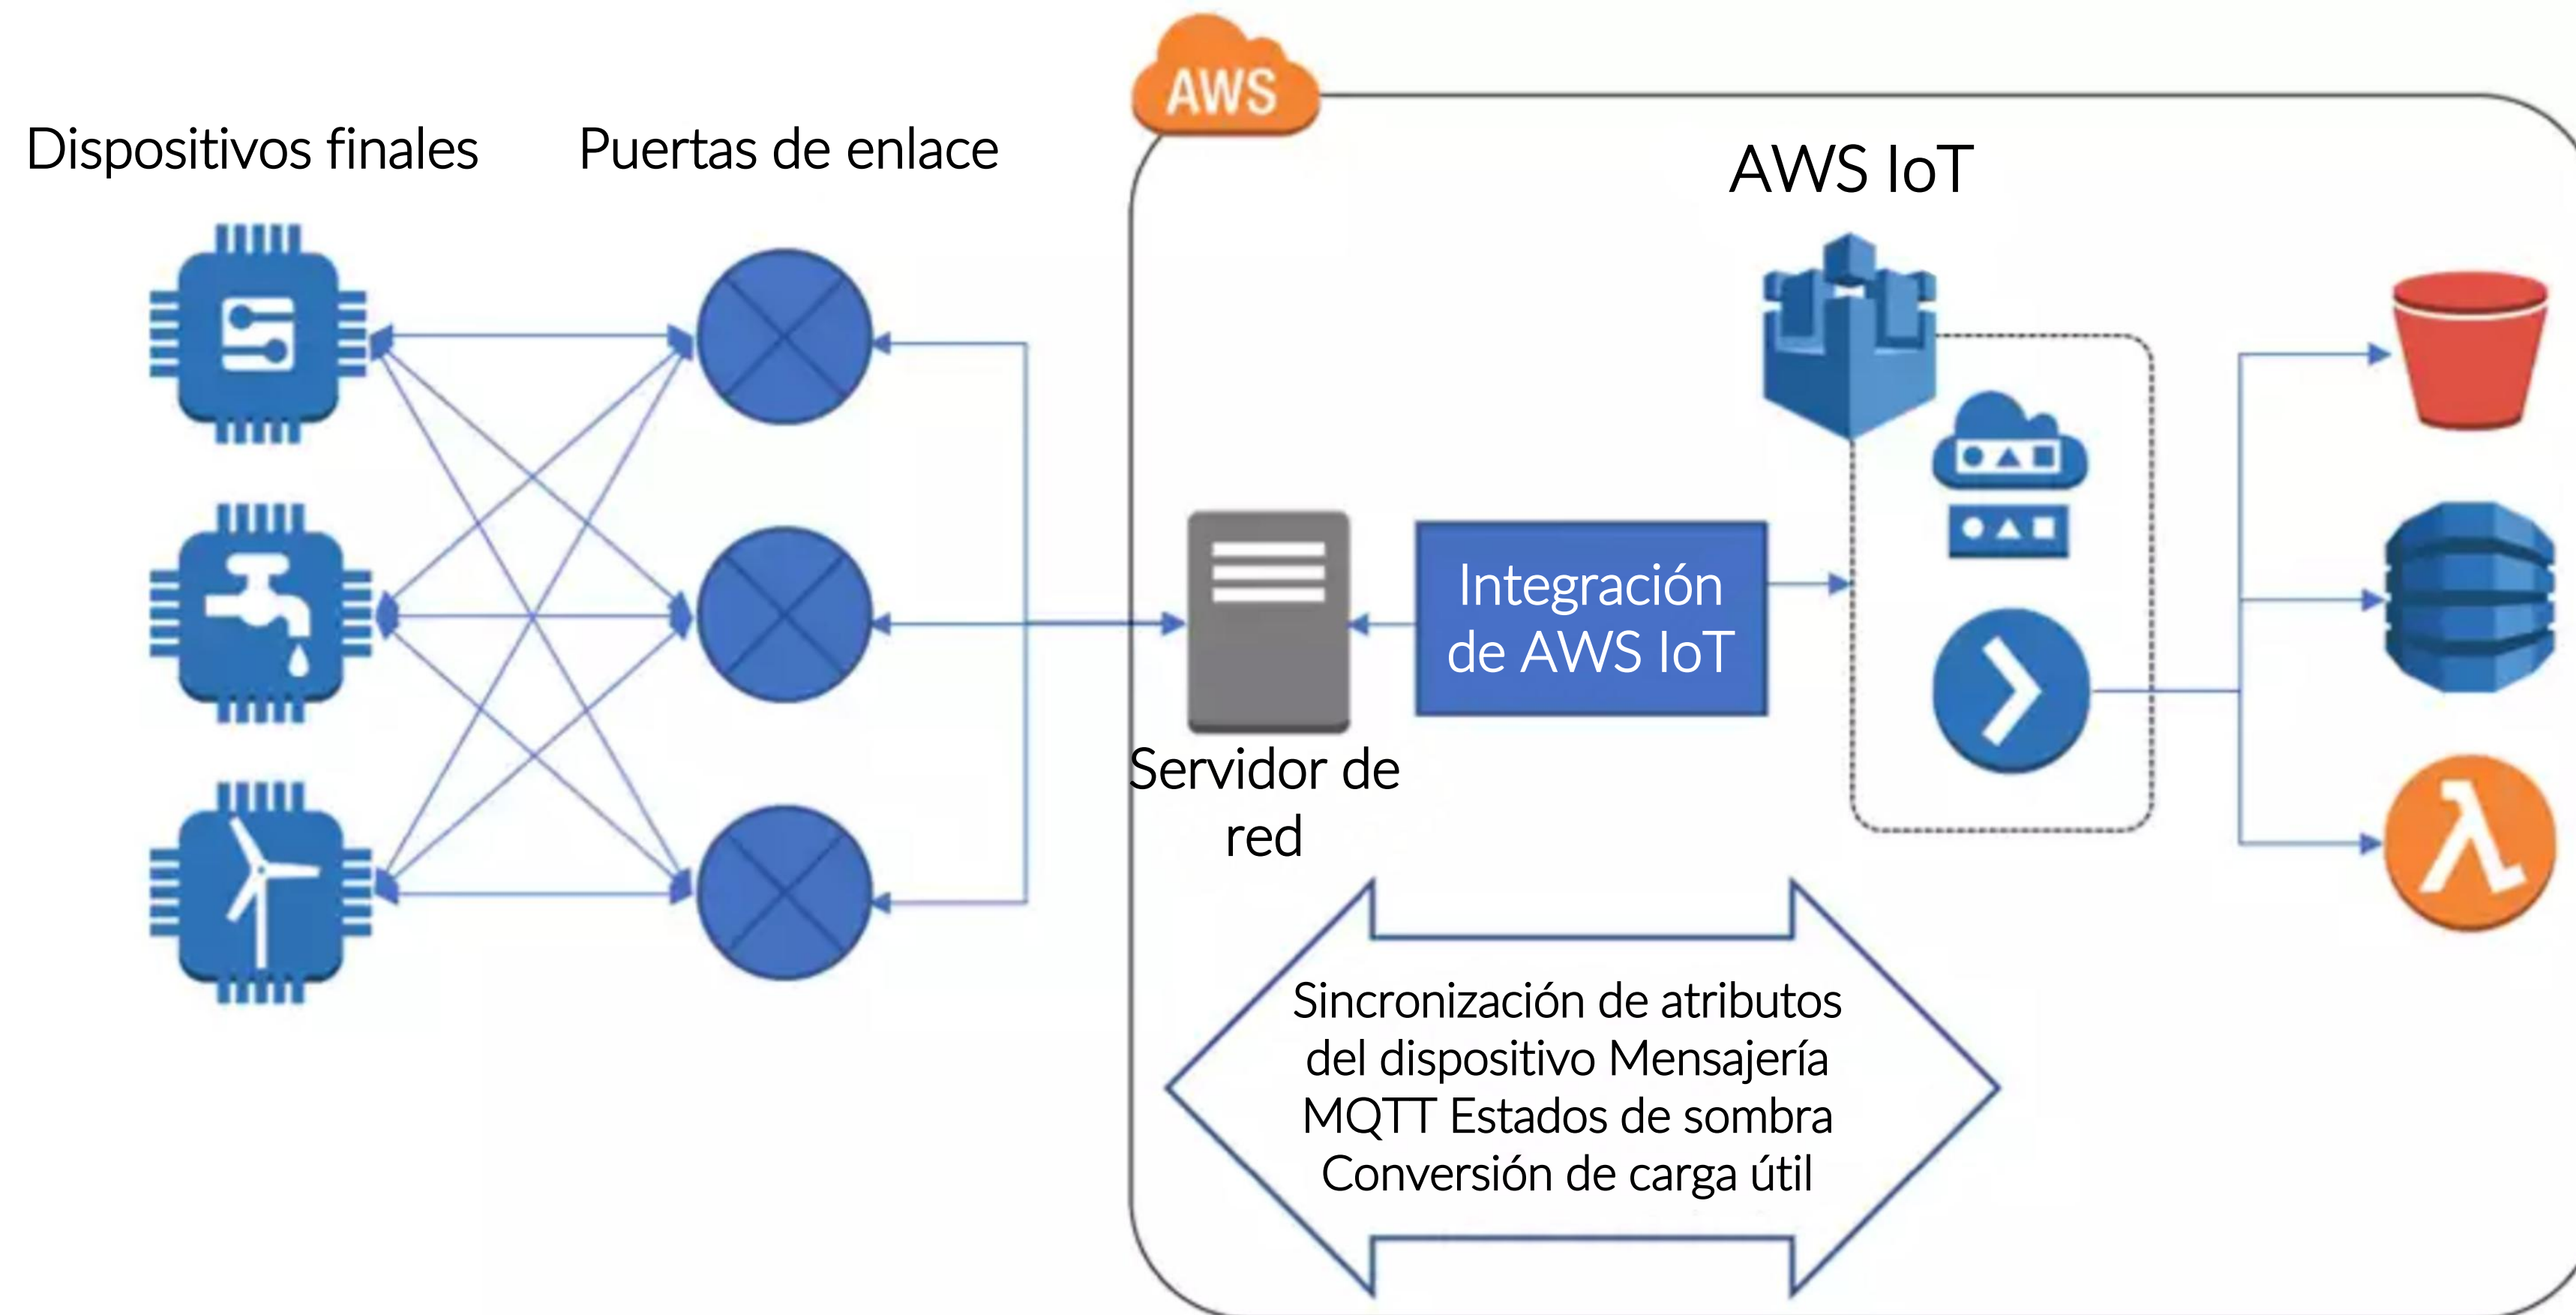 AWS
Dispositivos finales
Puertas de enlace
AWS IoT
Integración
de AWS IoT
Servidor de
red
λ
Sincronización de atributos
del dispositivo Mensajería
MQTT Estados de sombra
Conversión de carga útil